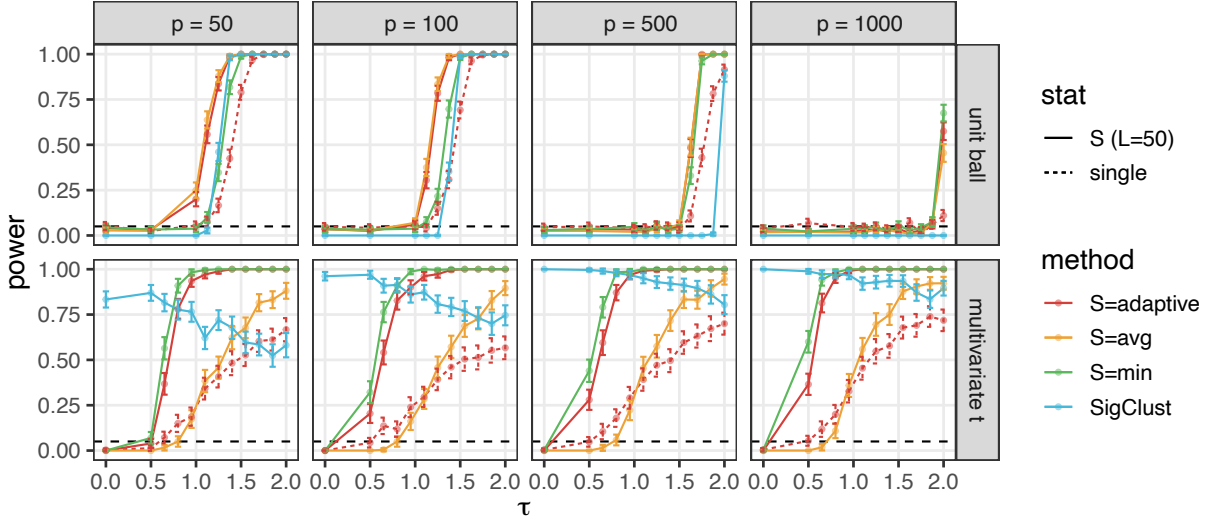 p = 50
p = 100
p = 500
p = 1000
1.00
0.75
0.50
0.25
0.00
unit ball
power
1.00
0.75
0.50
0.25
0.00
multivariate t
0.0 0.5 1.0 1.5 2.0
0.0 0.5 1.0 1.5 2.0
0.0 0.5 1.0 1.5 2.0
0.0 0.5 1.0 1.5 2.0
τ
stat
S (L=50)
single
method
S=adaptive
S=avg
S=min
SigClust